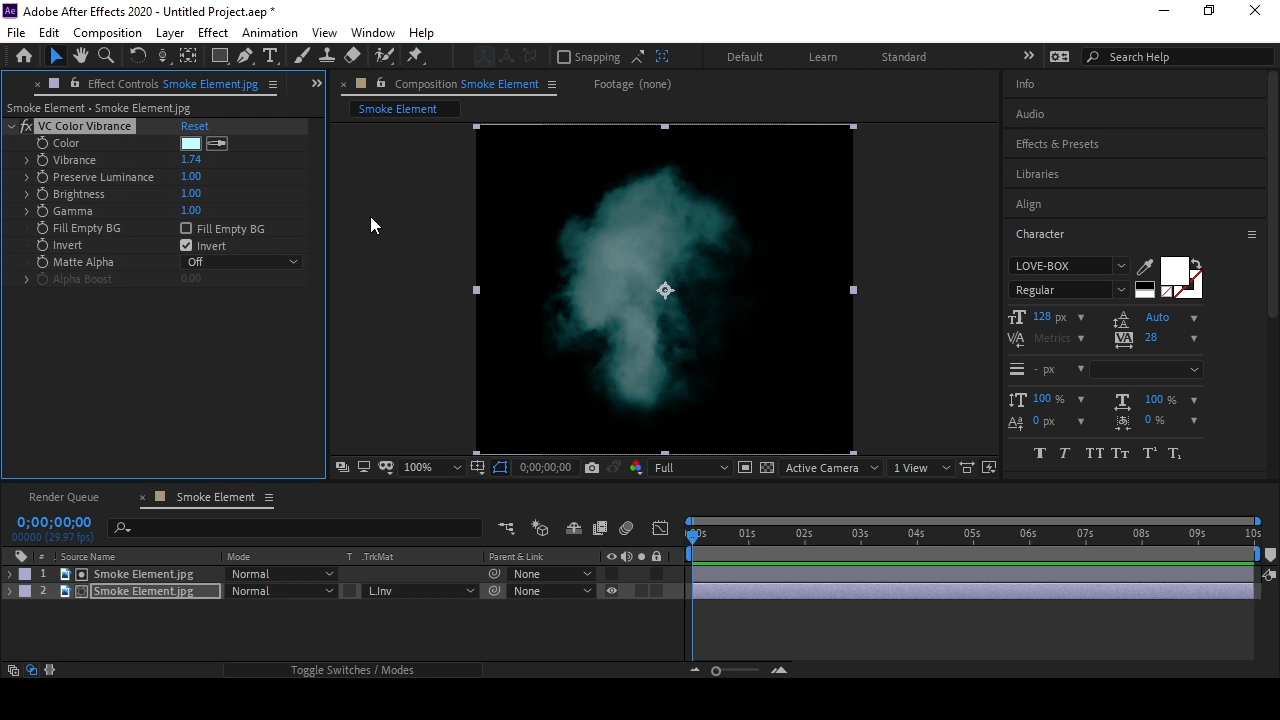 Ae Adobe After Effects 2020 - Untitled Project.aep *
File Edit Composition Layer Effect Animation View Window Help
Snapping Default Learn Standard Search Help
Effect Controls Smoke Element.jpg
Composition Smoke Element Footage (none)
Smoke Element • Smoke Element.jpg
Smoke Element
fx VC Color Vibrance Reset
Color
Vibrance 1.74
Preserve Luminance 1.00
Brightness 1.00
Gamma 1.00
Fill Empty BG Fill Empty BG
Invert Invert
Matte Alpha Off
Alpha Boost 0.00
Info
Audio
Effects & Presets
Libraries
Align
Character
LOVE-BOX
Regular
128 px Auto
Metrics 28
- px
100 % 100 %
0 px 0 %
T T TT Tt T¹ T₁
100% 0;00;00;00 Full Active Camera 1 View
Render Queue Smoke Element
0;00;00;00
00000 (29.97 fps)
00s 01s 02s 03s 04s 05s 06s 07s 08s 09s 10s
# Source Name Mode T .TrkMat Parent & Link
1 Smoke Element.jpg Normal None
2 Smoke Element.jpg Normal L.Inv None
Toggle Switches / Modes